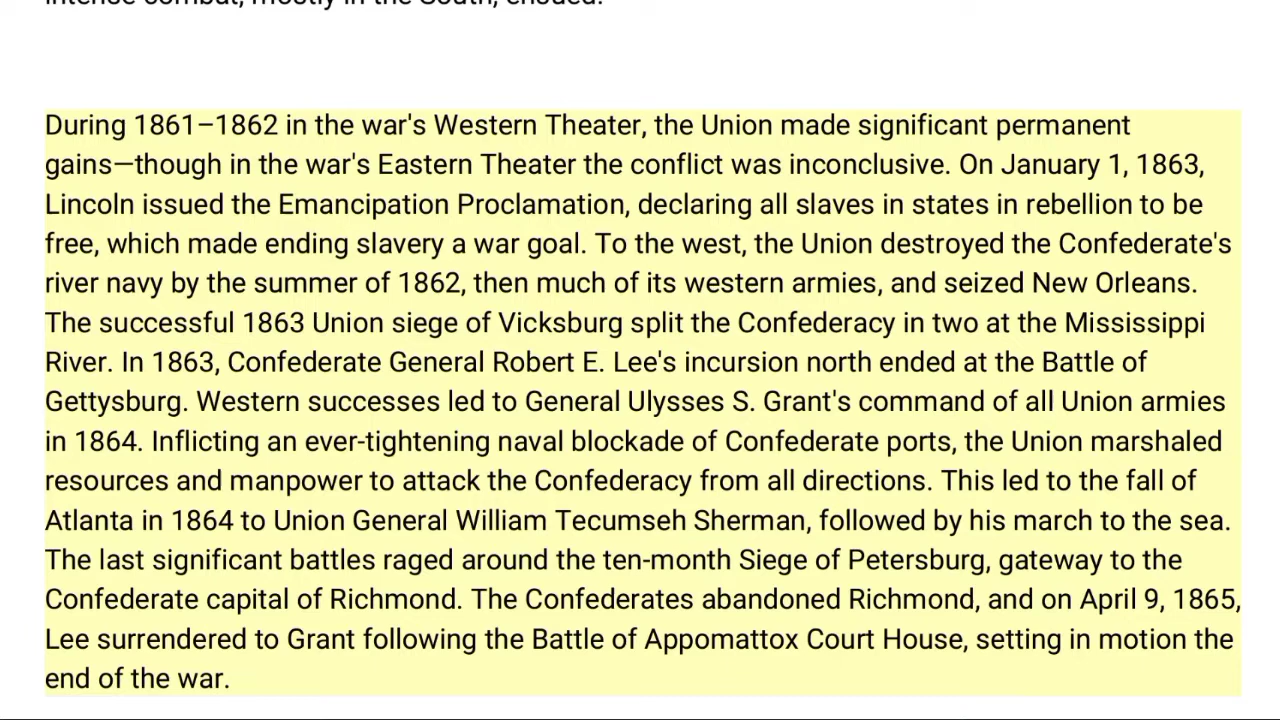 intense combat, mostly in the South, ensued.
During 1861–1862 in the war's Western Theater, the Union made significant permanent
gains—though in the war's Eastern Theater the conflict was inconclusive. On January 1, 1863,
Lincoln issued the Emancipation Proclamation, declaring all slaves in states in rebellion to be
free, which made ending slavery a war goal. To the west, the Union destroyed the Confederate's
river navy by the summer of 1862, then much of its western armies, and seized New Orleans.
The successful 1863 Union siege of Vicksburg split the Confederacy in two at the Mississippi
River. In 1863, Confederate General Robert E. Lee's incursion north ended at the Battle of
Gettysburg. Western successes led to General Ulysses S. Grant's command of all Union armies
in 1864. Inflicting an ever-tightening naval blockade of Confederate ports, the Union marshaled
resources and manpower to attack the Confederacy from all directions. This led to the fall of
Atlanta in 1864 to Union General William Tecumseh Sherman, followed by his march to the sea.
The last significant battles raged around the ten-month Siege of Petersburg, gateway to the
Confederate capital of Richmond. The Confederates abandoned Richmond, and on April 9, 1865,
Lee surrendered to Grant following the Battle of Appomattox Court House, setting in motion the
end of the war.